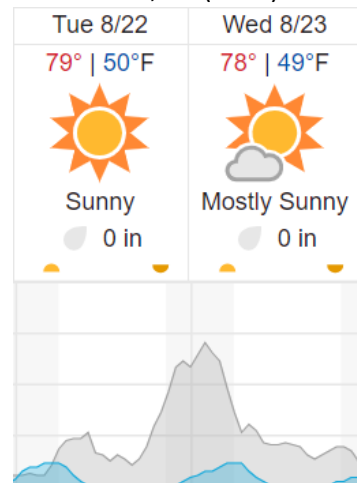 Tue 8/22 Wed 8/23
79° | 50°F 78° | 49°F
Sunny Mostly Sunny
0 in 0 in